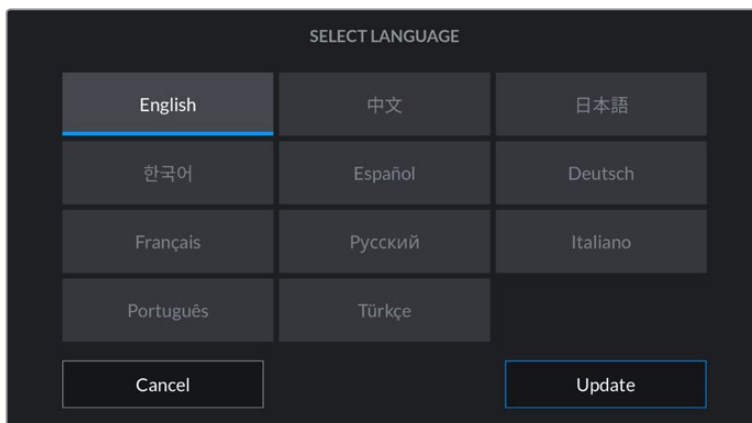 SELECT LANGUAGE
English 中文 日本語
한국어 Español Deutsch
Français Русский Italiano
Português Türkçe
Cancel Update